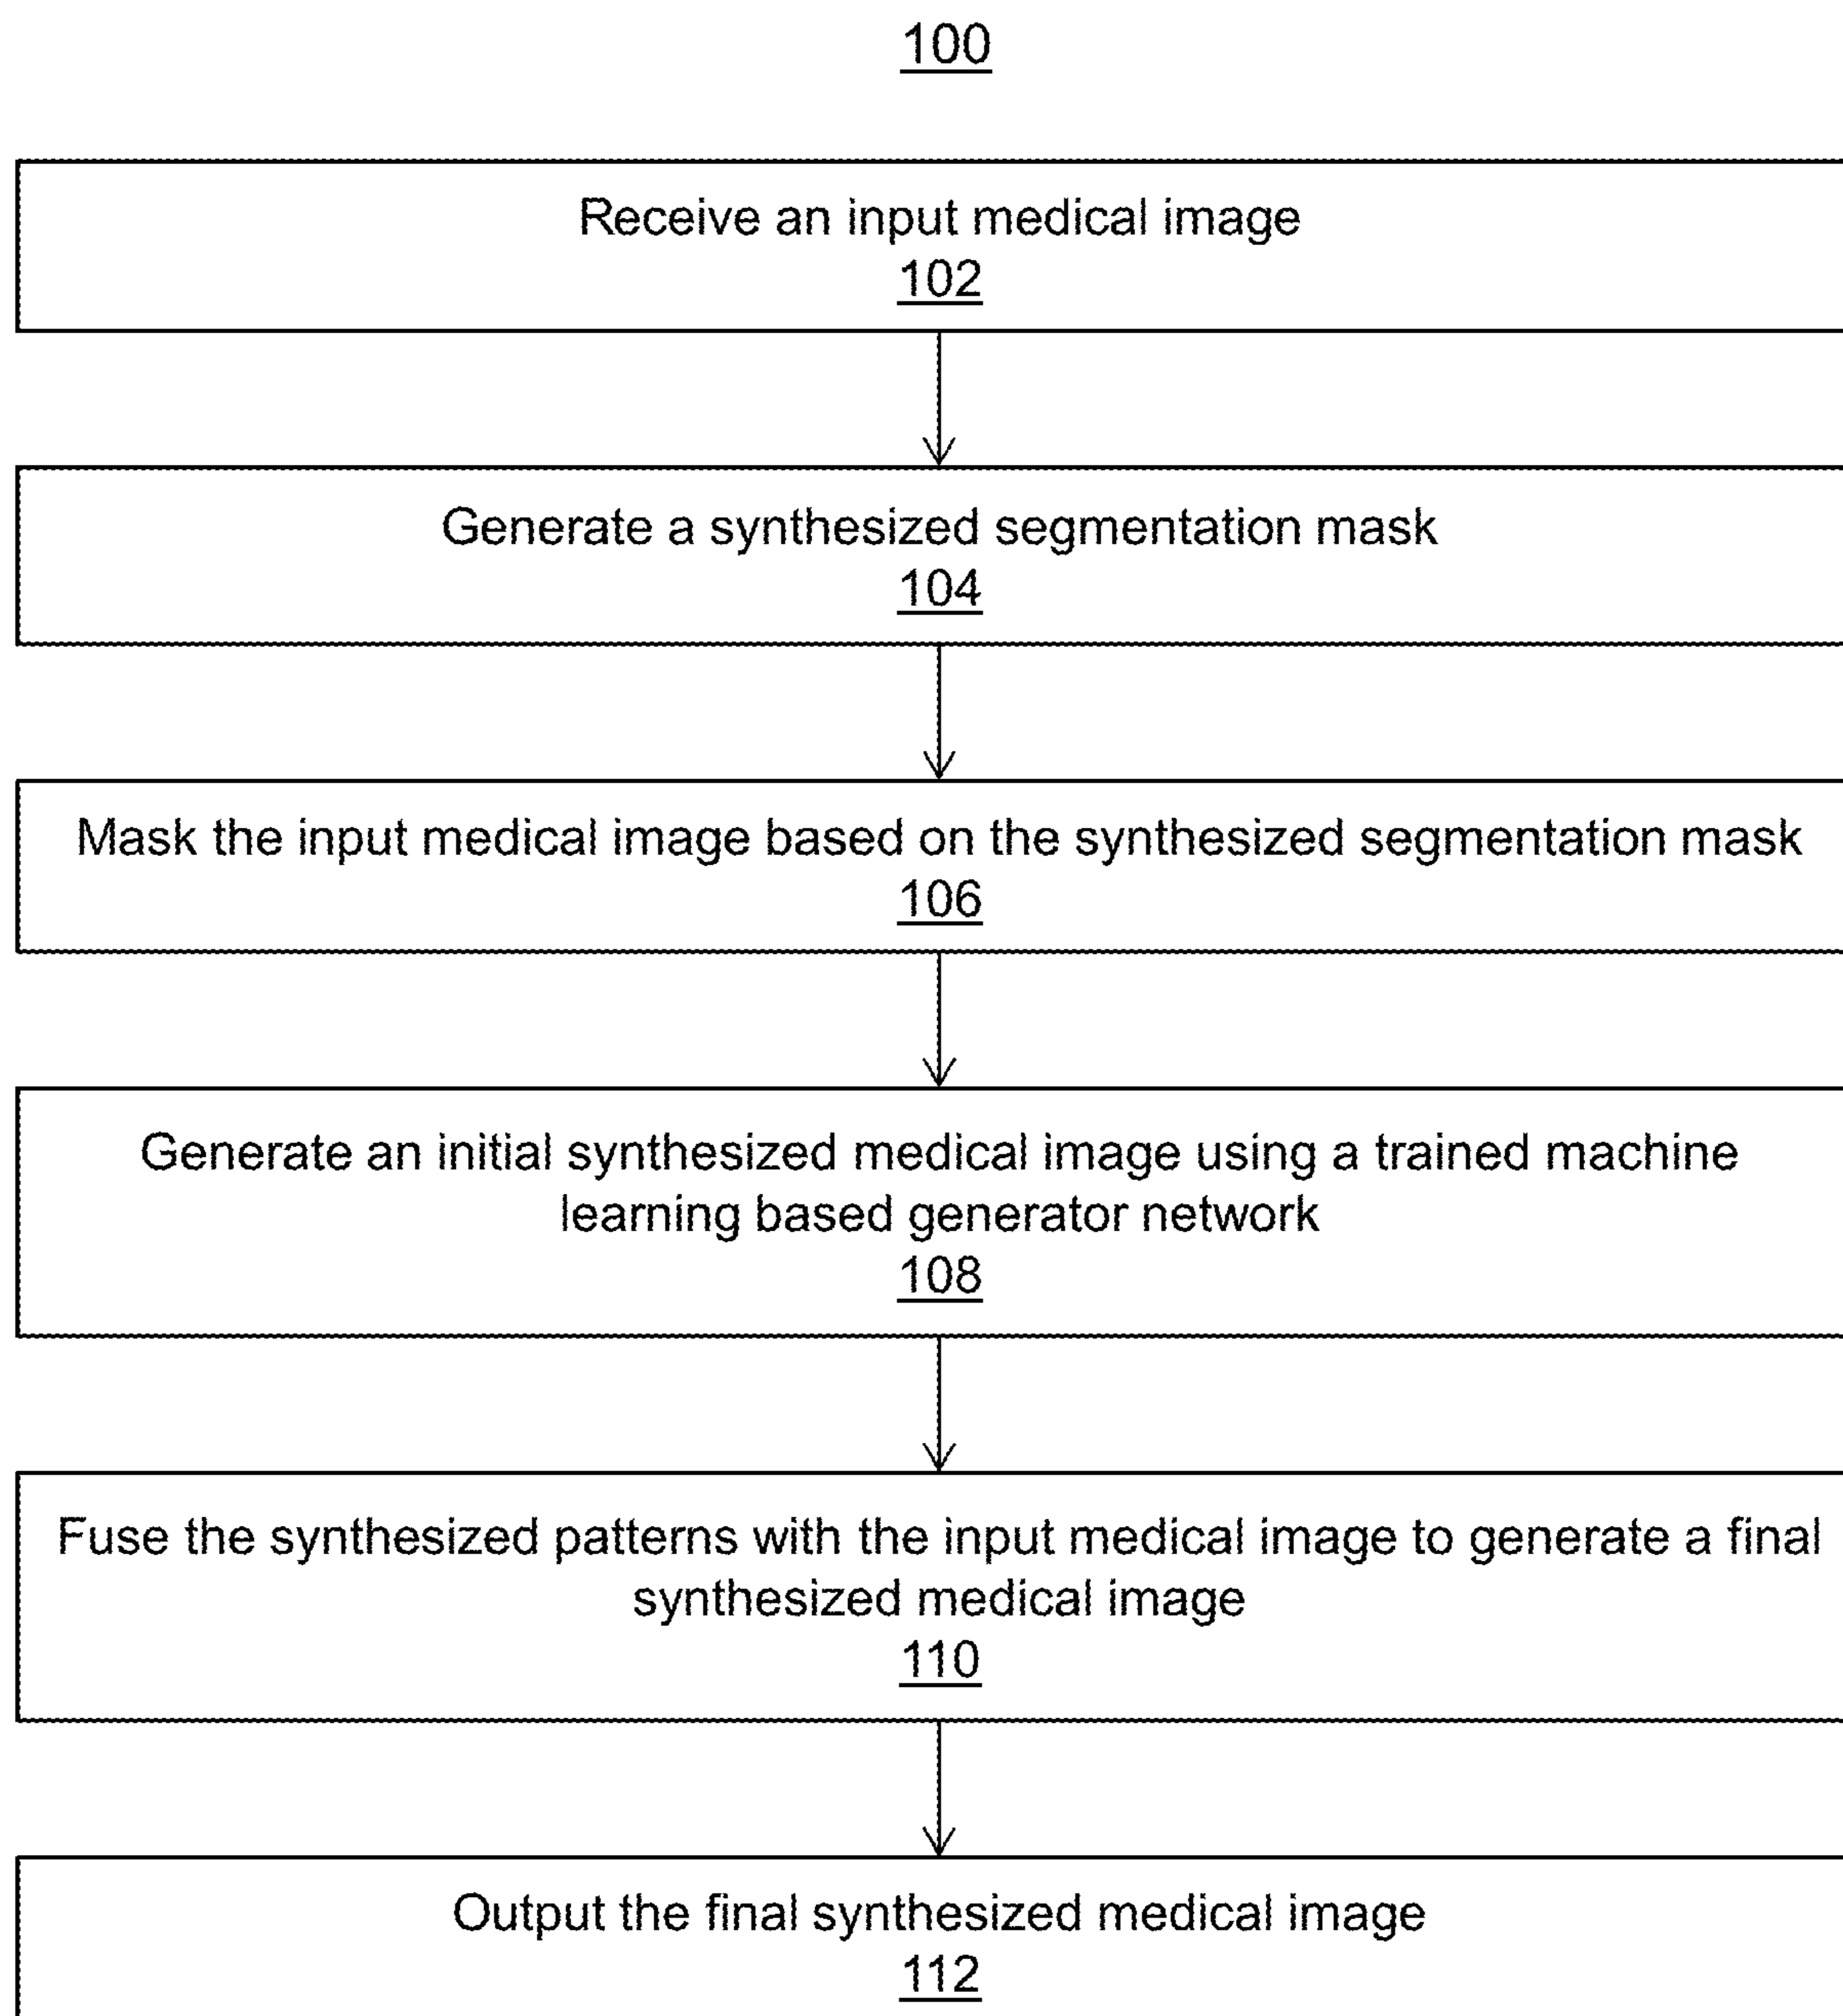 100
Receive an input medical image
102
Generate a synthesized segmentation mask
104
Mask the input medical image based on the synthesized segmentation mask
106
Generate an initial synthesized medical image using a trained machine
learning based generator network
108
Fuse the synthesized patterns with the input medical image to generate a final
synthesized medical image
110
Output the final synthesized medical image
112